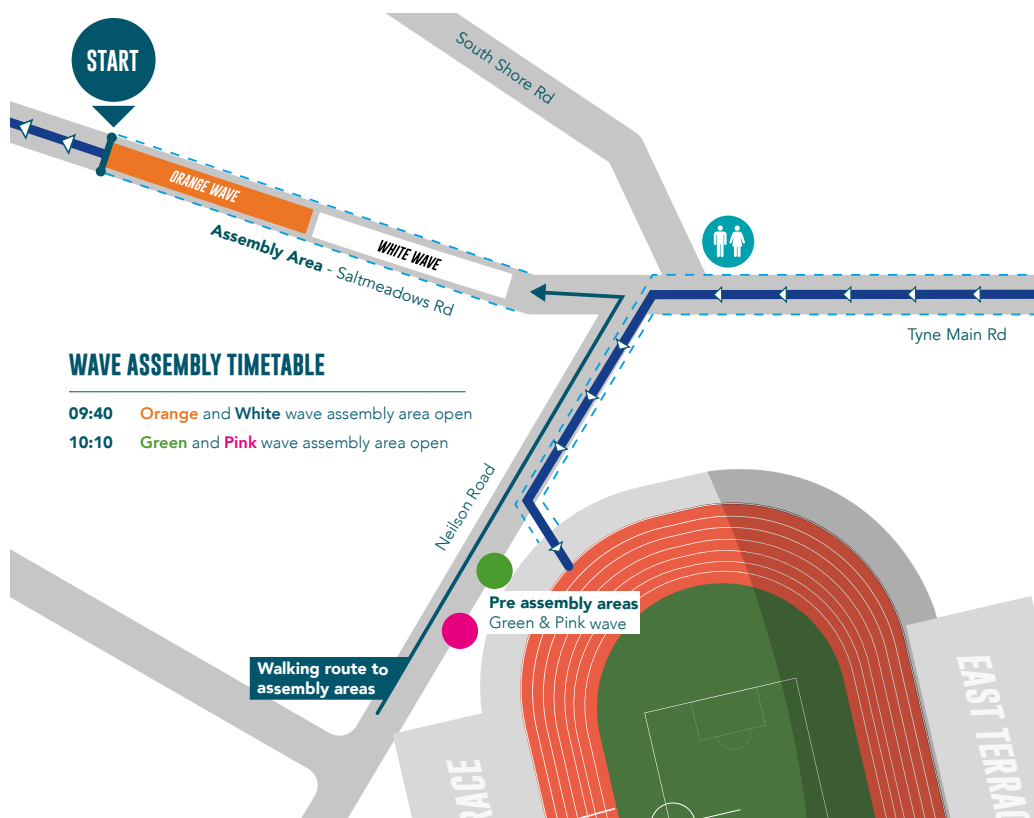 START
South Shore Rd
ORANGE WAVE
WHITE WAVE
Assembly Area - Saltmeadows Rd
Tyne Main Rd
WAVE ASSEMBLY TIMETABLE
09:40 Orange and White wave assembly area open
10:10 Green and Pink wave assembly area open
Neilson Road
Pre assembly areas
Green & Pink wave
Walking route to
assembly areas
EAST TERRAC
RACE